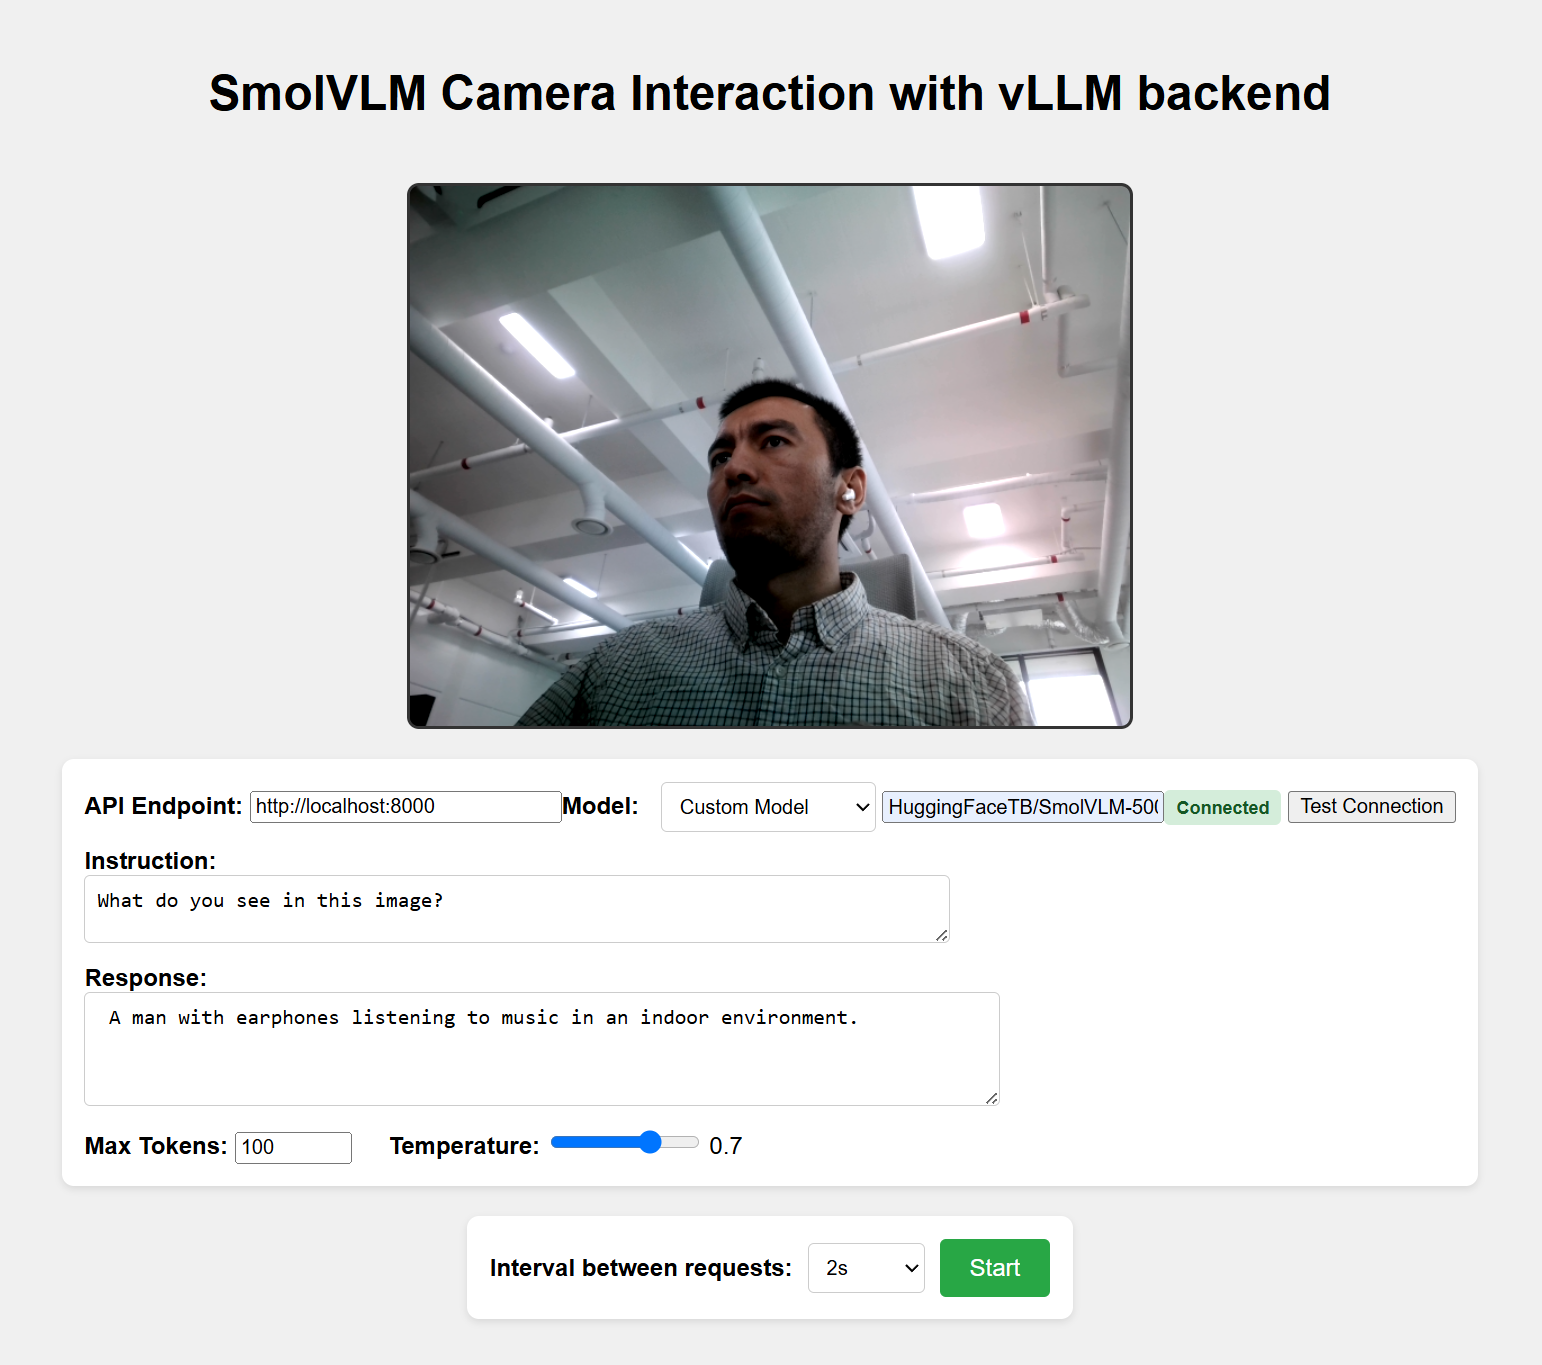 SmolVLM Camera Interaction with vLLM backend
API Endpoint: http://localhost:8000 Model: Custom Model HuggingFaceTB/SmolVLM-500 Connected Test Connection
Instruction:
What do you see in this image?
Response:
A man with earphones listening to music in an indoor environment.
Max Tokens: 100 Temperature: 0.7
Interval between requests: 2s Start